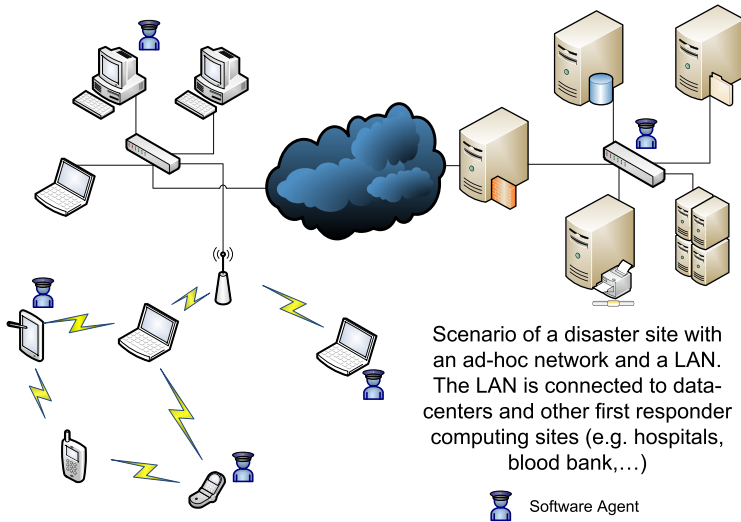 Scenario of a disaster site with
an ad-hoc network and a LAN.
The LAN is connected to data-
centers and other first responder
computing sites (e.g. hospitals,
blood bank,…)
Software Agent